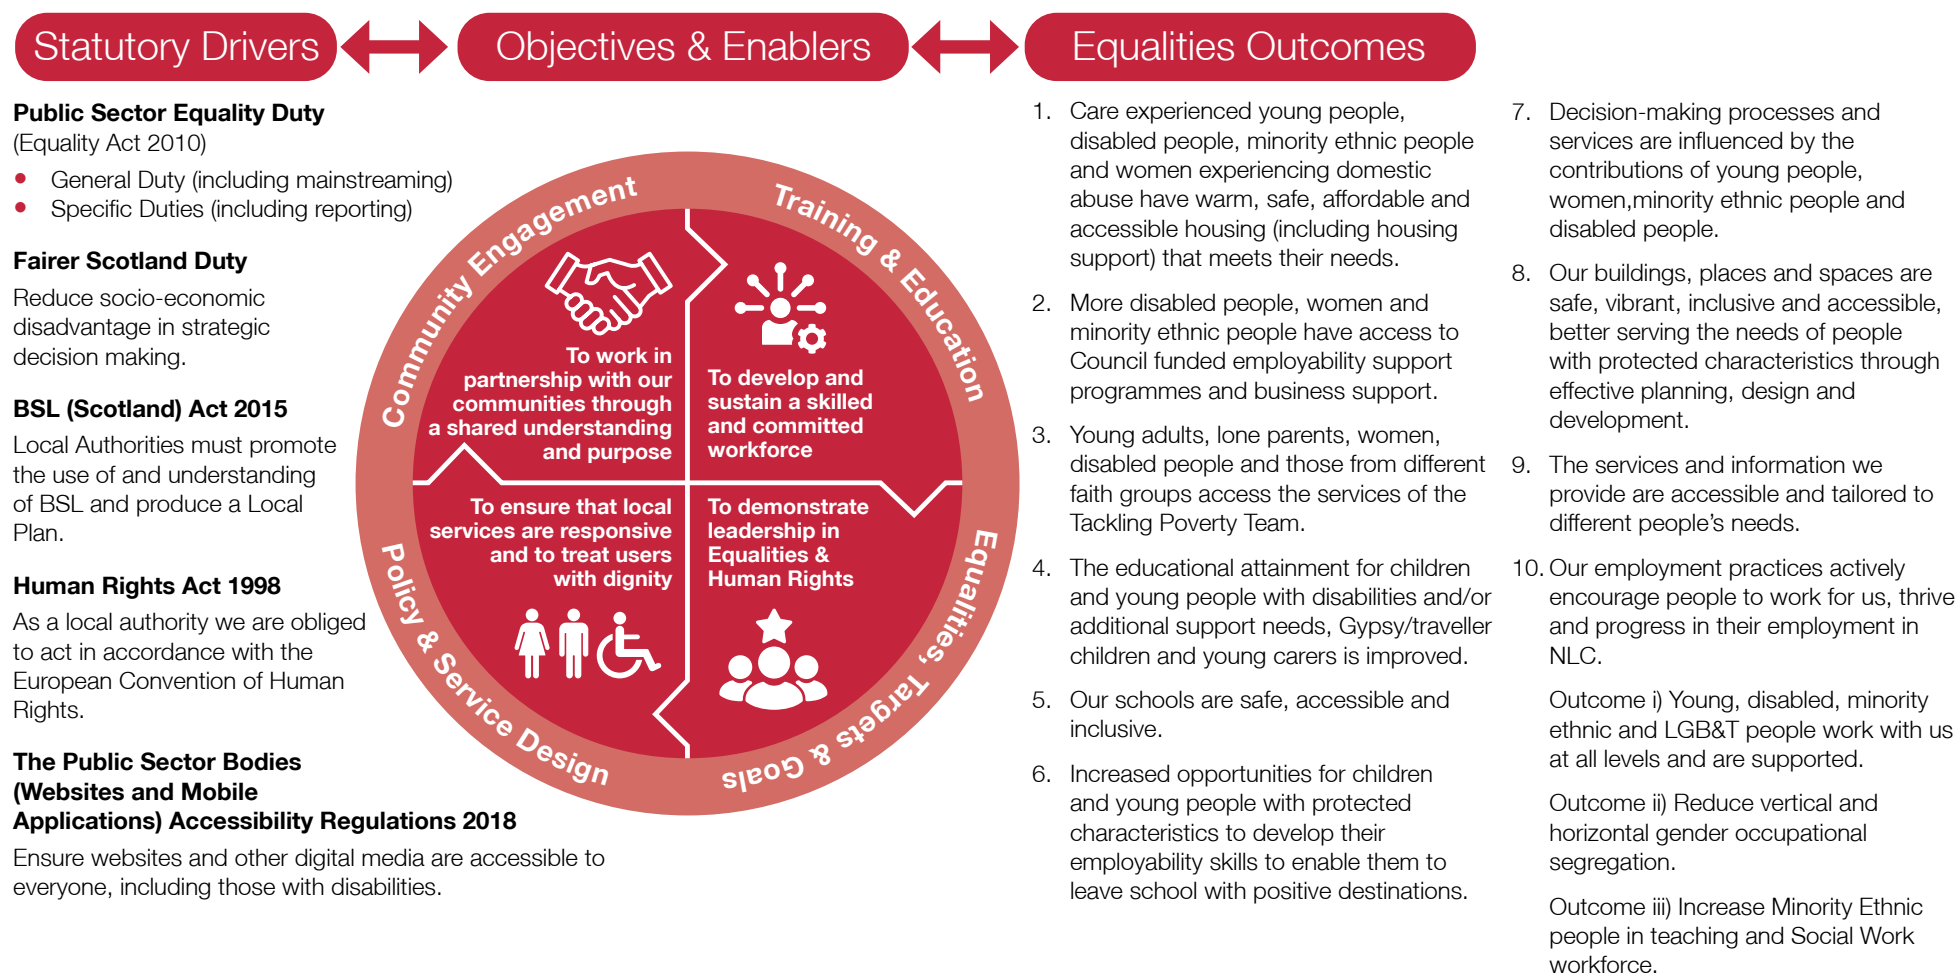 Statutory Drivers
Objectives & Enablers
Equalities Outcomes
Public Sector Equality Duty
(Equality Act 2010)
• General Duty (including mainstreaming)
• Specific Duties (including reporting)
Fairer Scotland Duty
Reduce socio-economic
disadvantage in strategic
decision making.
BSL (Scotland) Act 2015
Local Authorities must promote
the use of and understanding
of BSL and produce a Local
Plan.
Human Rights Act 1998
As a local authority we are obliged
to act in accordance with the
European Convention of Human
Rights.
The Public Sector Bodies
(Websites and Mobile
Applications) Accessibility Regulations 2018
Ensure websites and other digital media are accessible to
everyone, including those with disabilities.
Community Engagement
To work in
partnership with our
communities through
a shared understanding
and purpose
Training & Education
To develop and
sustain a skilled
and committed
workforce
Policy & Service Design
To ensure that local
services are responsive
and to treat users
with dignity
Equalities, Targets & Goals
To demonstrate
leadership in
Equalities &
Human Rights
1. Care experienced young people,
disabled people, minority ethnic people
and women experiencing domestic
abuse have warm, safe, affordable and
accessible housing (including housing
support) that meets their needs.
2. More disabled people, women and
minority ethnic people have access to
Council funded employability support
programmes and business support.
3. Young adults, lone parents, women,
disabled people and those from different
faith groups access the services of the
Tackling Poverty Team.
4. The educational attainment for children
and young people with disabilities and/or
additional support needs, Gypsy/traveller
children and young carers is improved.
5. Our schools are safe, accessible and
inclusive.
6. Increased opportunities for children
and young people with protected
characteristics to develop their
employability skills to enable them to
leave school with positive destinations.
7. Decision-making processes and
services are influenced by the
contributions of young people,
women,minority ethnic people and
disabled people.
8. Our buildings, places and spaces are
safe, vibrant, inclusive and accessible,
better serving the needs of people
with protected characteristics through
effective planning, design and
development.
9. The services and information we
provide are accessible and tailored to
different people's needs.
10. Our employment practices actively
encourage people to work for us, thrive
and progress in their employment in
NLC.
Outcome i) Young, disabled, minority
ethnic and LGB&T people work with us
at all levels and are supported.
Outcome ii) Reduce vertical and
horizontal gender occupational
segregation.
Outcome iii) Increase Minority Ethnic
people in teaching and Social Work
workforce.